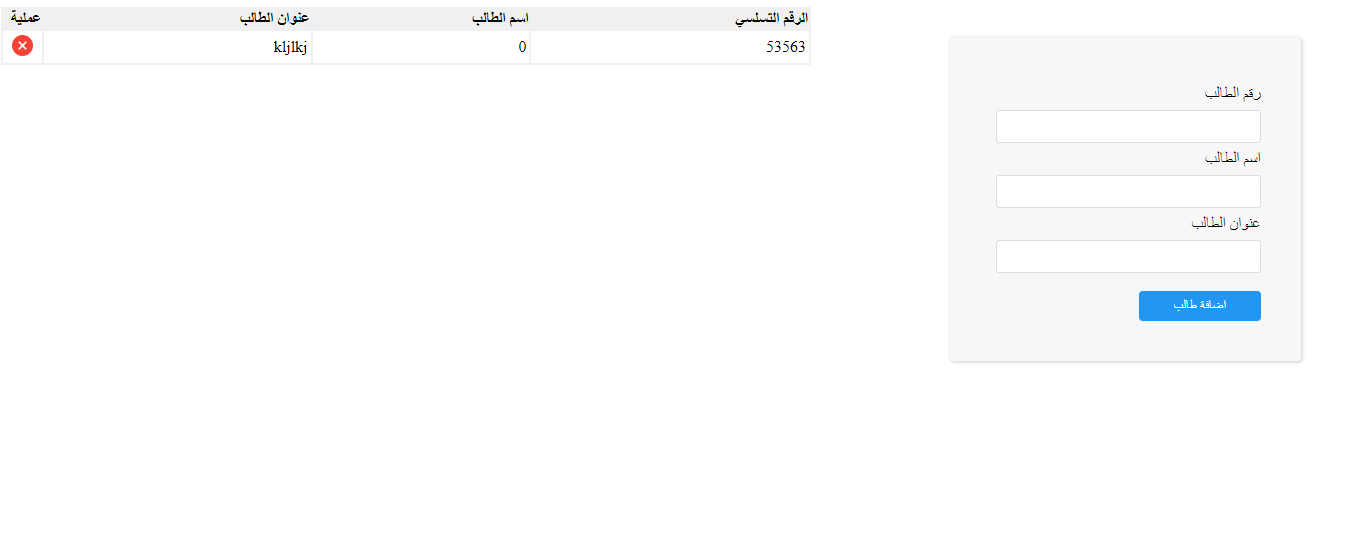 الرقم التسلسي اسم الطالب عنوان الطالب عملية
53563 0 kljlkj
رقم الطالب
اسم الطالب
عنوان الطالب
اضافة طالب